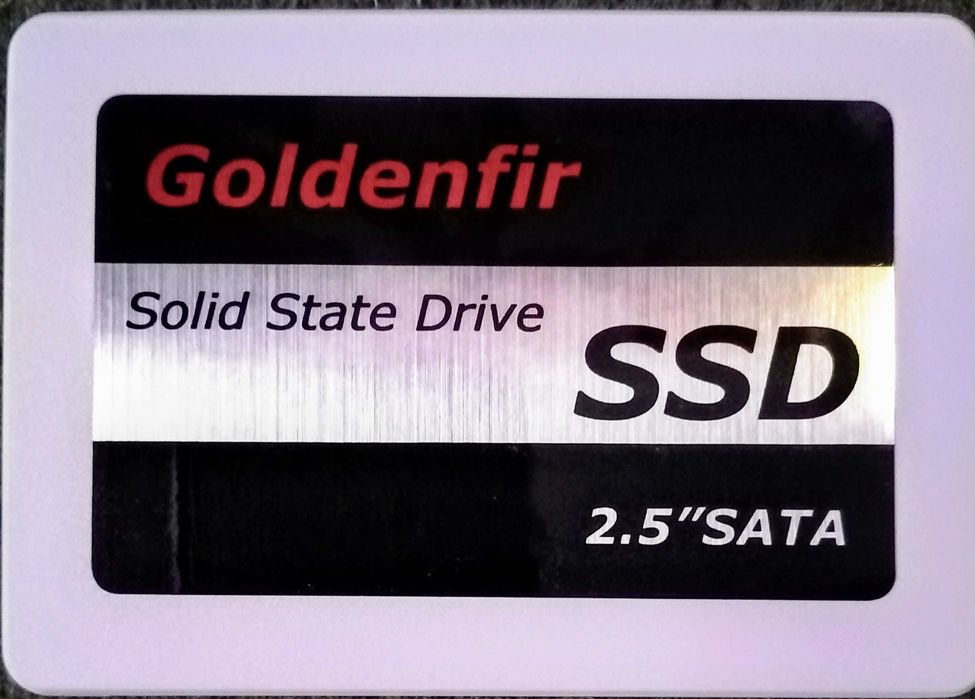 Goldenfir
Solid State Drive
SSD
2.5"SATA